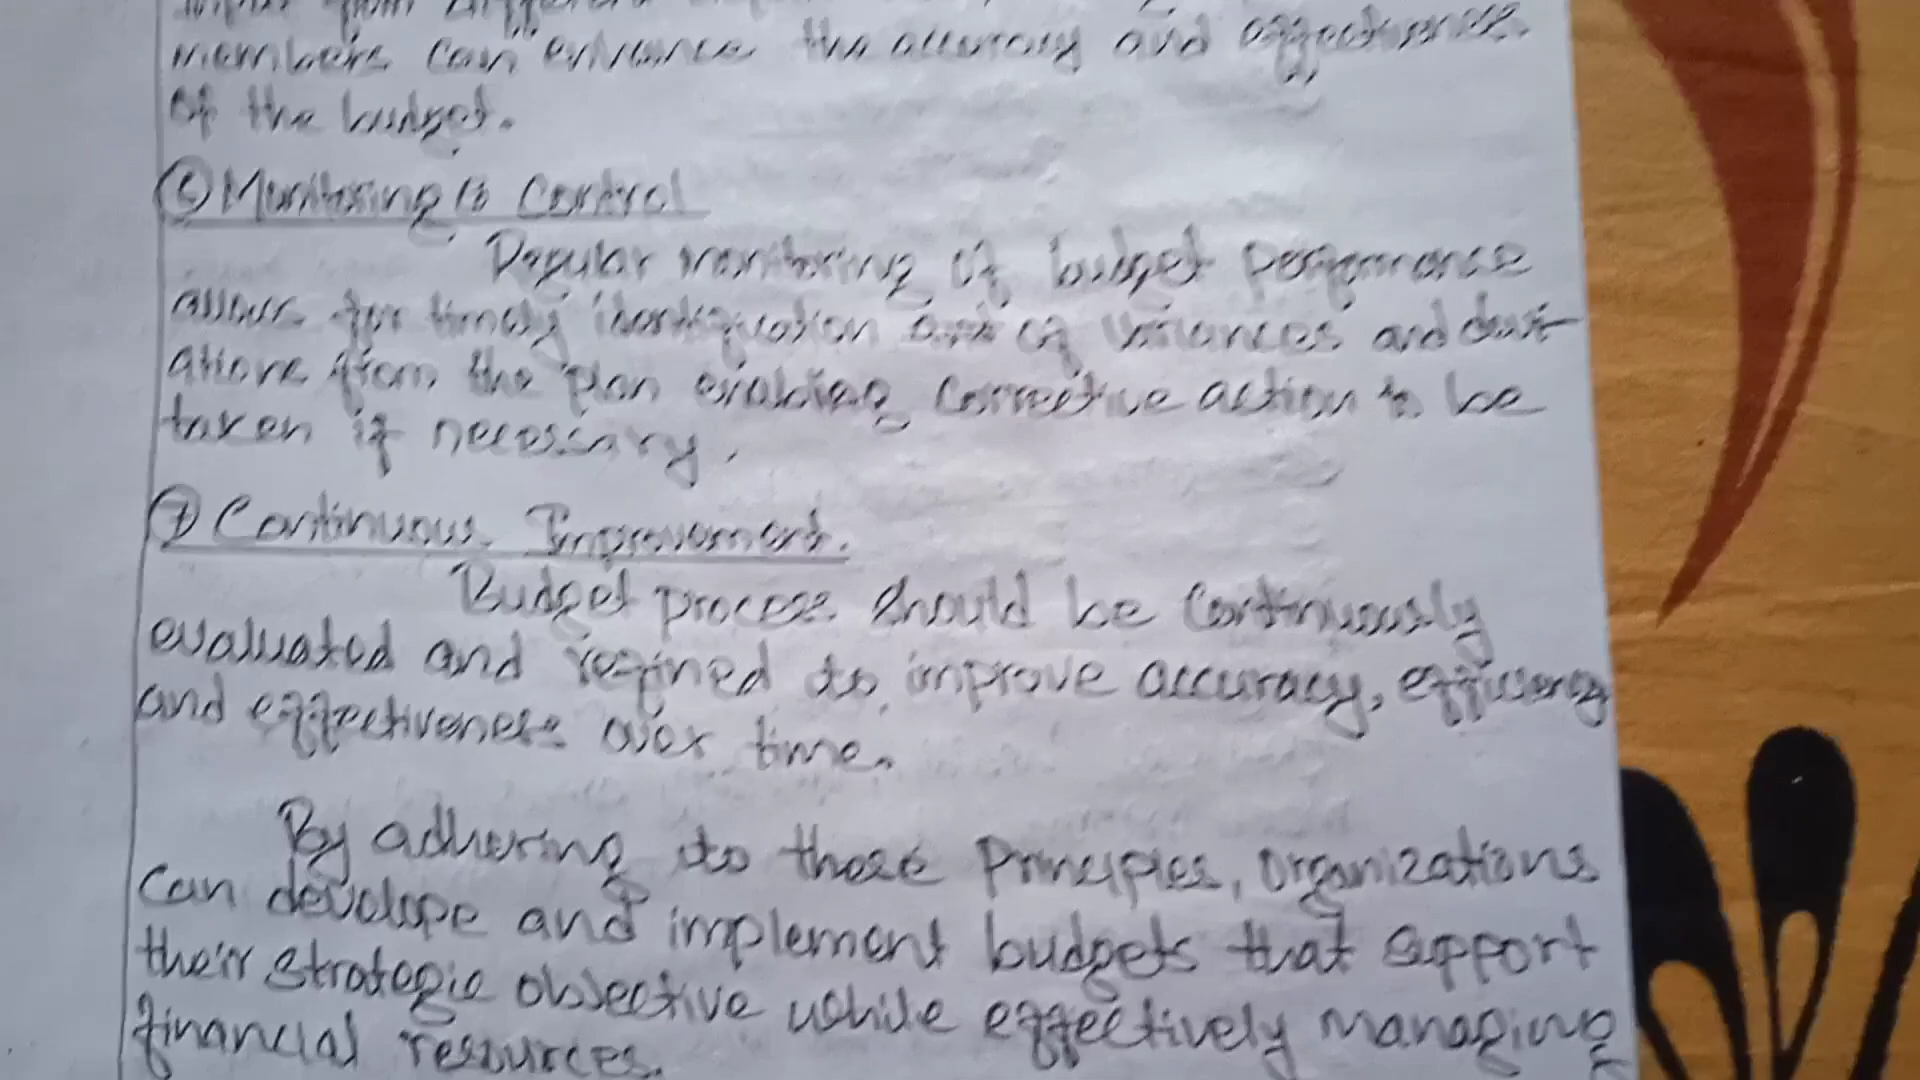 from different
members can enhance the accuracy and effectiveness
of the budget.
⑥ Monitoring & Control
Regular monitoring of budget performance
allows for timely identification of variances and devi-
ations from the plan enabling corrective action to be
taken if necessary.
⑦ Continuous Improvement.
Budget process should be continuously
evaluated and refined to improve accuracy, efficiency
and effectiveness over time.
By adhering to these Principles, organizations
can develope and implement budgets that support
their strategic objective while effectively managing
financial resources.